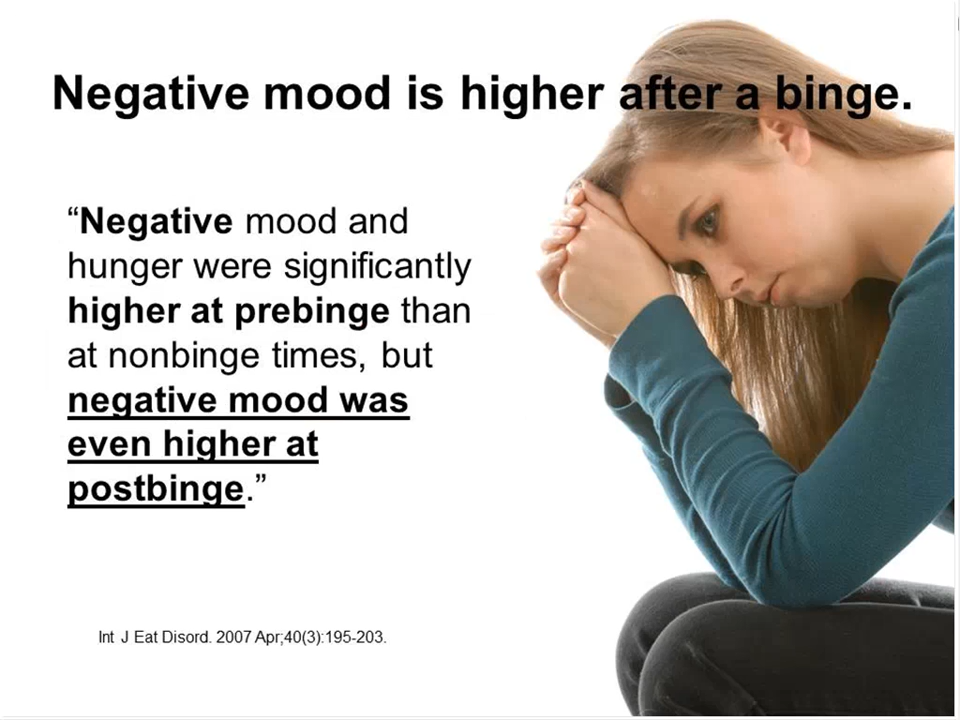 Negative mood is higher after a binge.
“Negative mood and
hunger were significantly
higher at prebinge than
at nonbinge times, but
negative mood was
even higher at
postbinge.”
Int J Eat Disord. 2007 Apr;40(3):195-203.